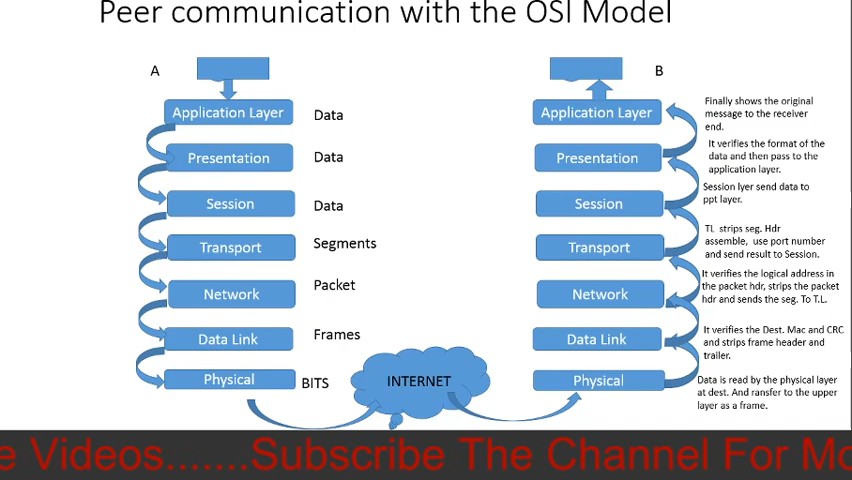 Peer communication with the OSI Model
A
Application Layer
Data
Presentation
Data
Session
Data
Transport
Segments
Network
Packet
Data Link
Frames
Physical
BITS
INTERNET
B
Application Layer
Finally shows the original
message to the receiver
end.
Presentation
It verifies the format of the
data and then pass to the
application layer.
Session
Session lyer send data to
ppt layer.
Transport
TL strips seg. Hdr
assemble, use port number
and send result to Session.
Network
It verifies the logical address in
the packet hdr, strips the packet
hdr and sends the seg. To T.L.
Data Link
It verifies the Dest. Mac and CRC
and strips frame header and
trailer.
Physical
Data is read by the physical layer
at dest. And ransfer to the upper
layer as a frame.
e Videos.......Subscribe The Channel For Mo